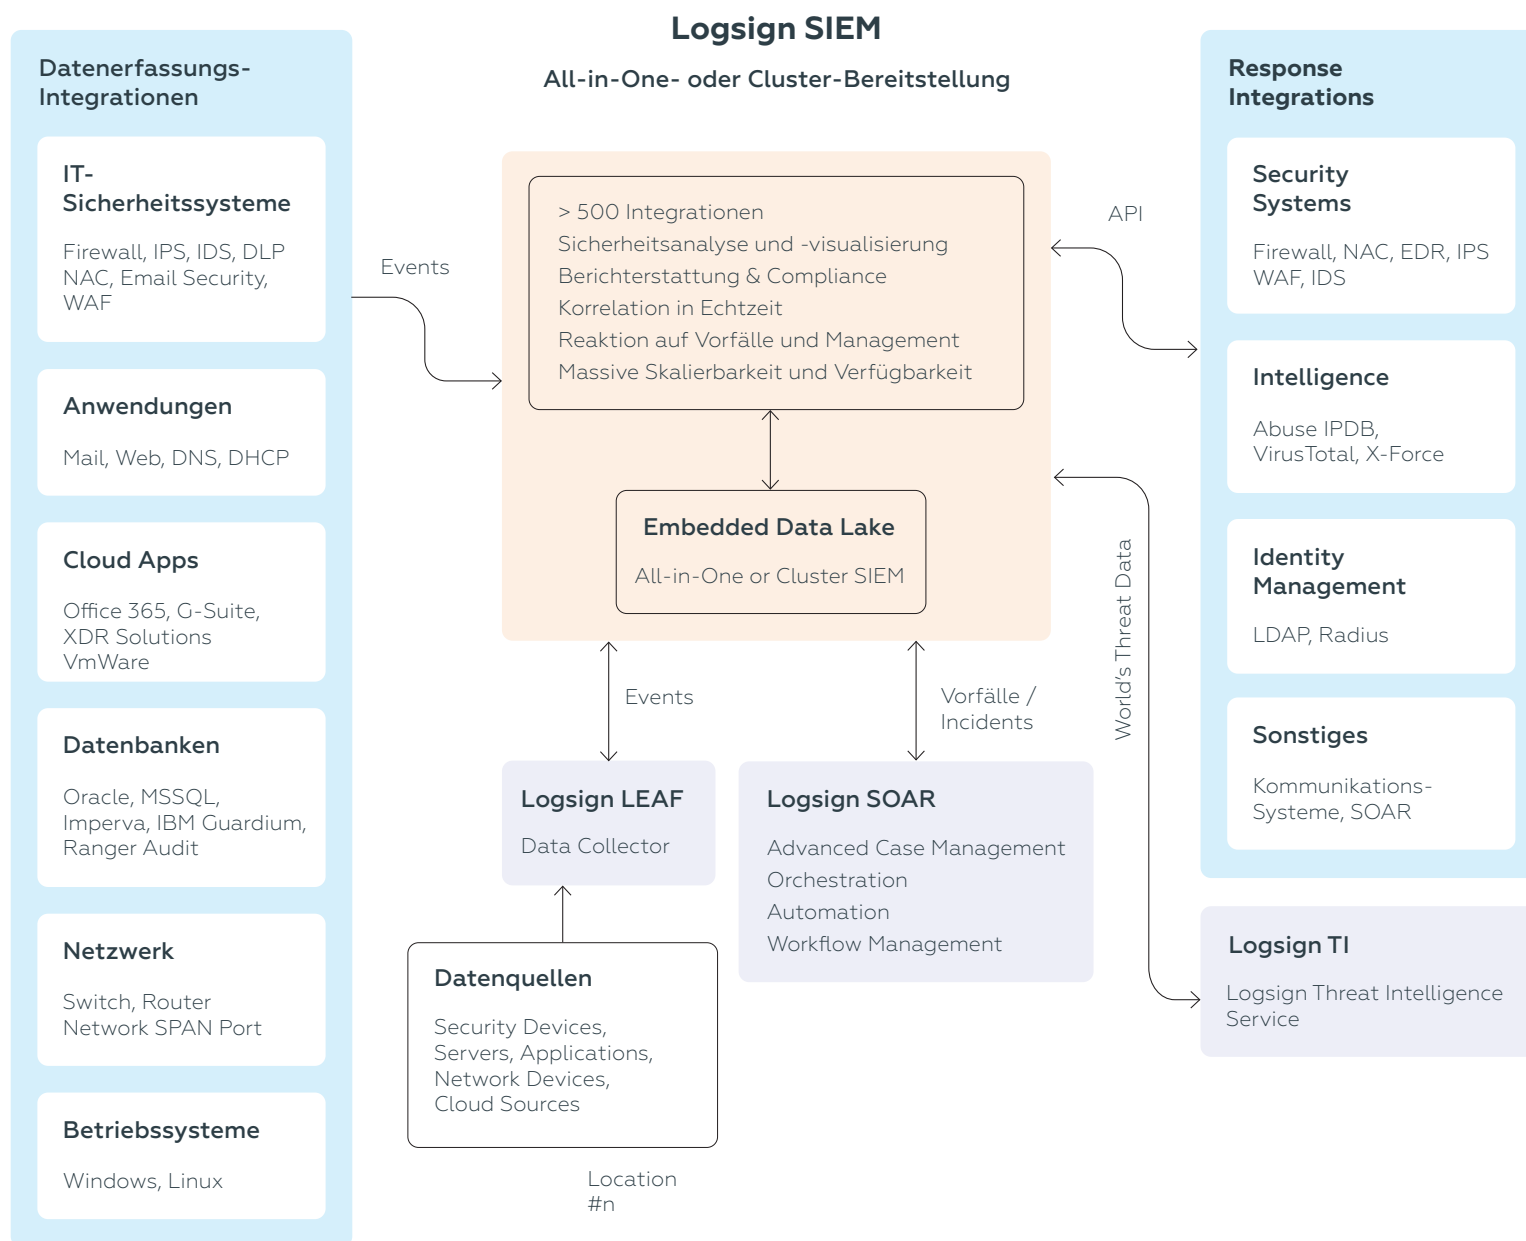 Logsign SIEM
All-in-One- oder Cluster-Bereitstellung
Datenerfassungs-
Integrationen
IT-
Sicherheitssysteme
Firewall, IPS, IDS, DLP
NAC, Email Security,
WAF
Anwendungen
Mail, Web, DNS, DHCP
Cloud Apps
Office 365, G-Suite,
XDR Solutions
VmWare
Datenbanken
Oracle, MSSQL,
Imperva, IBM Guardium,
Ranger Audit
Netzwerk
Switch, Router
Network SPAN Port
Betriebssysteme
Windows, Linux
Events
> 500 Integrationen
Sicherheitsanalyse und -visualisierung
Berichterstattung & Compliance
Korrelation in Echtzeit
Reaktion auf Vorfälle und Management
Massive Skalierbarkeit und Verfügbarkeit
Embedded Data Lake
All-in-One or Cluster SIEM
Events
Vorfälle /
Incidents
Logsign LEAF
Data Collector
Logsign SOAR
Advanced Case Management
Orchestration
Automation
Workflow Management
Datenquellen
Security Devices,
Servers, Applications,
Network Devices,
Cloud Sources
Location
#n
API
World's Threat Data
Response
Integrations
Security
Systems
Firewall, NAC, EDR, IPS
WAF, IDS
Intelligence
Abuse IPDB,
VirusTotal, X-Force
Identity
Management
LDAP, Radius
Sonstiges
Kommunikations-
Systeme, SOAR
Logsign TI
Logsign Threat Intelligence
Service